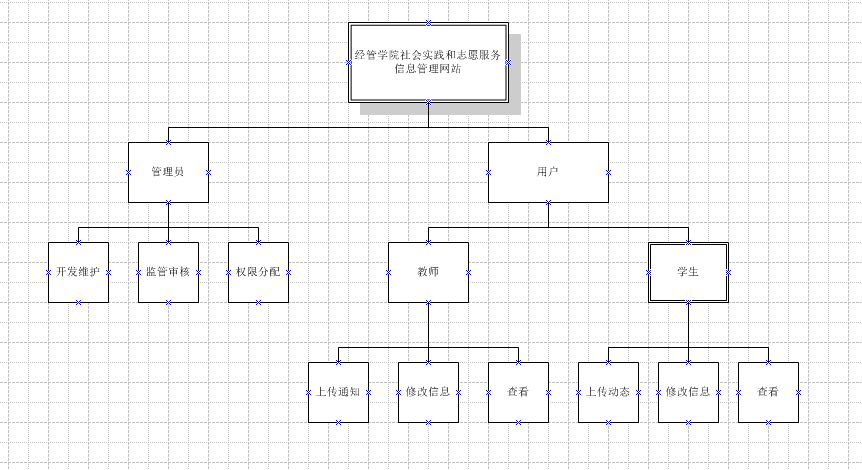 经管学院社会实践和志愿服务
信息管理网站
管理员
用户
开发维护
监管审核
权限分配
教师
学生
上传通知
修改信息
查看
上传动态
修改信息
查看